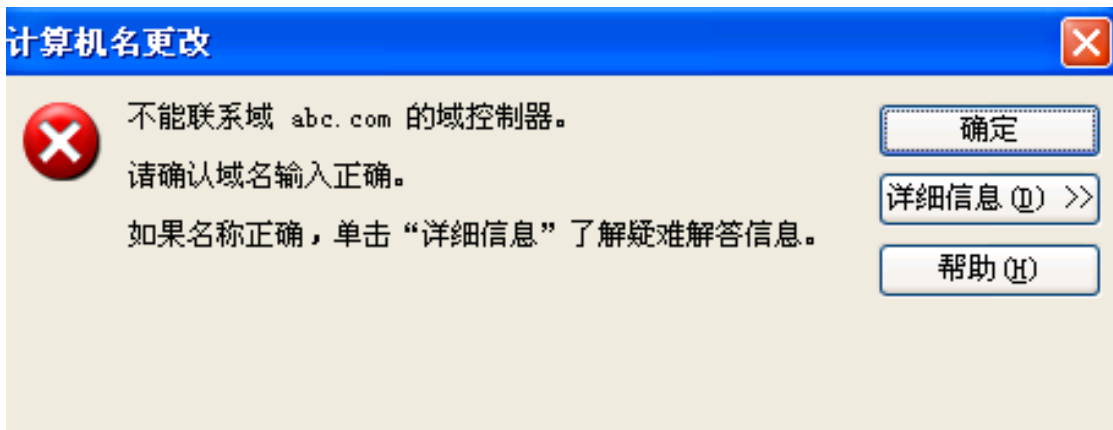 计算机名更改
不能联系域 abc.com 的域控制器。
请确认域名输入正确。
如果名称正确，单击“详细信息”了解疑难解答信息。
确定
详细信息(D) >>
帮助(H)